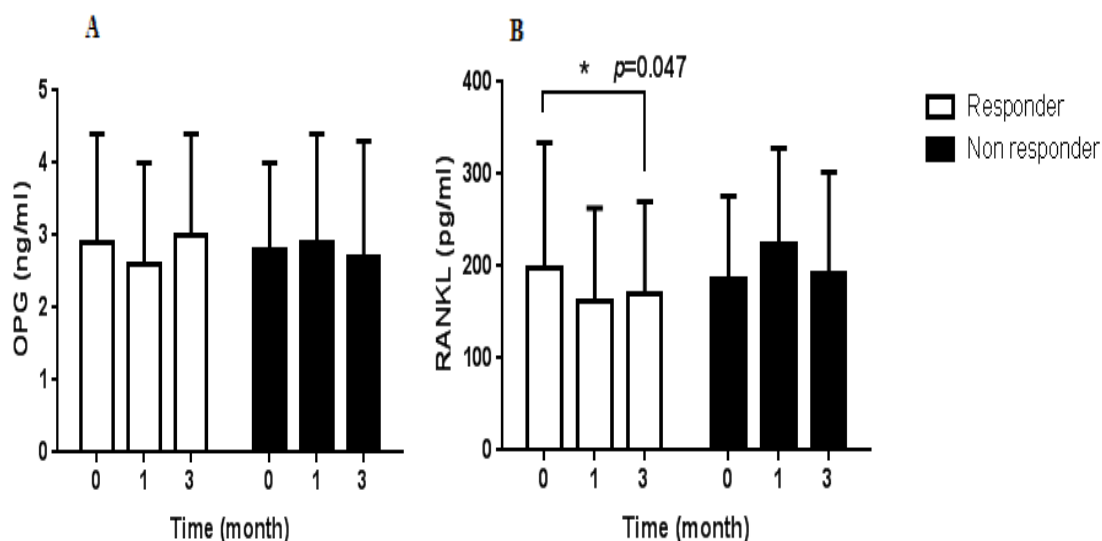 A
OPG (ng/ml)
5
4
3
2
1
0
0 1 3 0 1 3
Time (month)
B
* p=0.047
RANKL (pg/ml)
400
300
200
100
0
0 1 3 0 1 3
Time (month)
Responder
Non responder